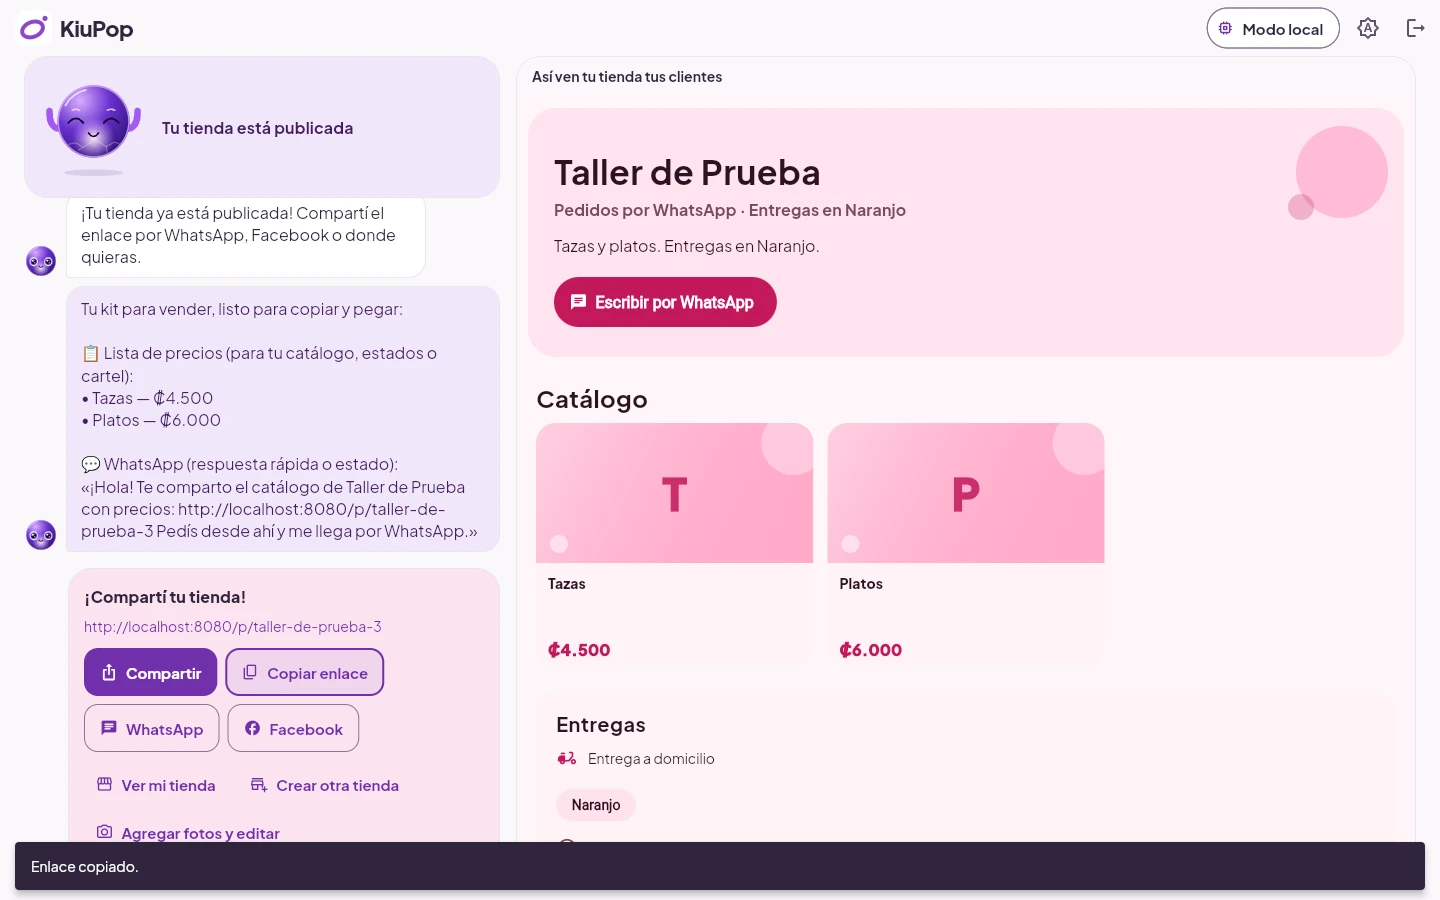 KiuPop
Modo local
A
Tu tienda está publicada
¡Tu tienda ya está publicada! Compartí el
enlace por WhatsApp, Facebook o donde
quieras.
Tu kit para vender, listo para copiar y pegar:
📋 Lista de precios (para tu catálogo, estados o
cartel):
• Tazas — ₡4.500
• Platos — ₡6.000
💬 WhatsApp (respuesta rápida o estado):
«¡Hola! Te comparto el catálogo de Taller de Prueba
con precios: http://localhost:8080/p/taller-de-
prueba-3 Pedís desde ahí y me llega por WhatsApp.»
¡Compartí tu tienda!
http://localhost:8080/p/taller-de-prueba-3
Compartir
Copiar enlace
WhatsApp
Facebook
Ver mi tienda
Crear otra tienda
Agregar fotos y editar
Así ven tu tienda tus clientes
Taller de Prueba
Pedidos por WhatsApp · Entregas en Naranjo
Tazas y platos. Entregas en Naranjo.
Escribir por WhatsApp
Catálogo
T
P
Tazas
Platos
₡4.500
₡6.000
Entregas
Entrega a domicilio
Naranjo
Enlace copiado.